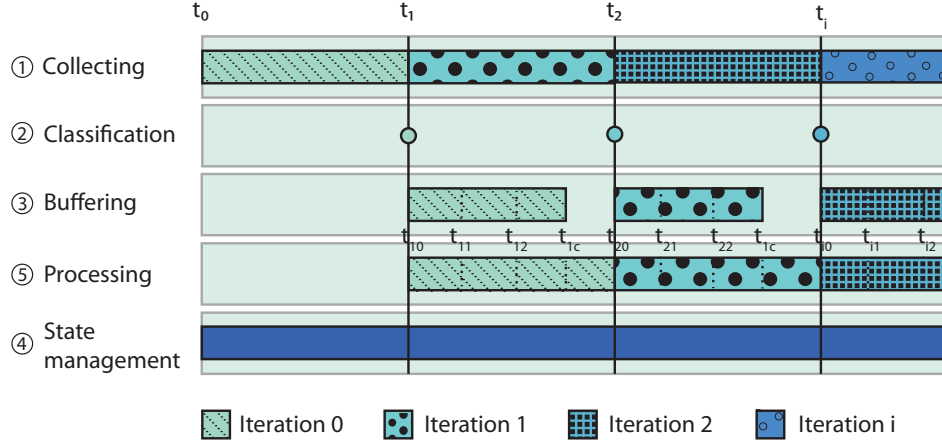 t0 t1 t2 ti
① Collecting
② Classification
③ Buffering
t10 t11 t12 t1c t20 t21 t22 t1c ti0 ti1 ti2
⑤ Processing
④ State
management
Iteration 0 Iteration 1 Iteration 2 Iteration i